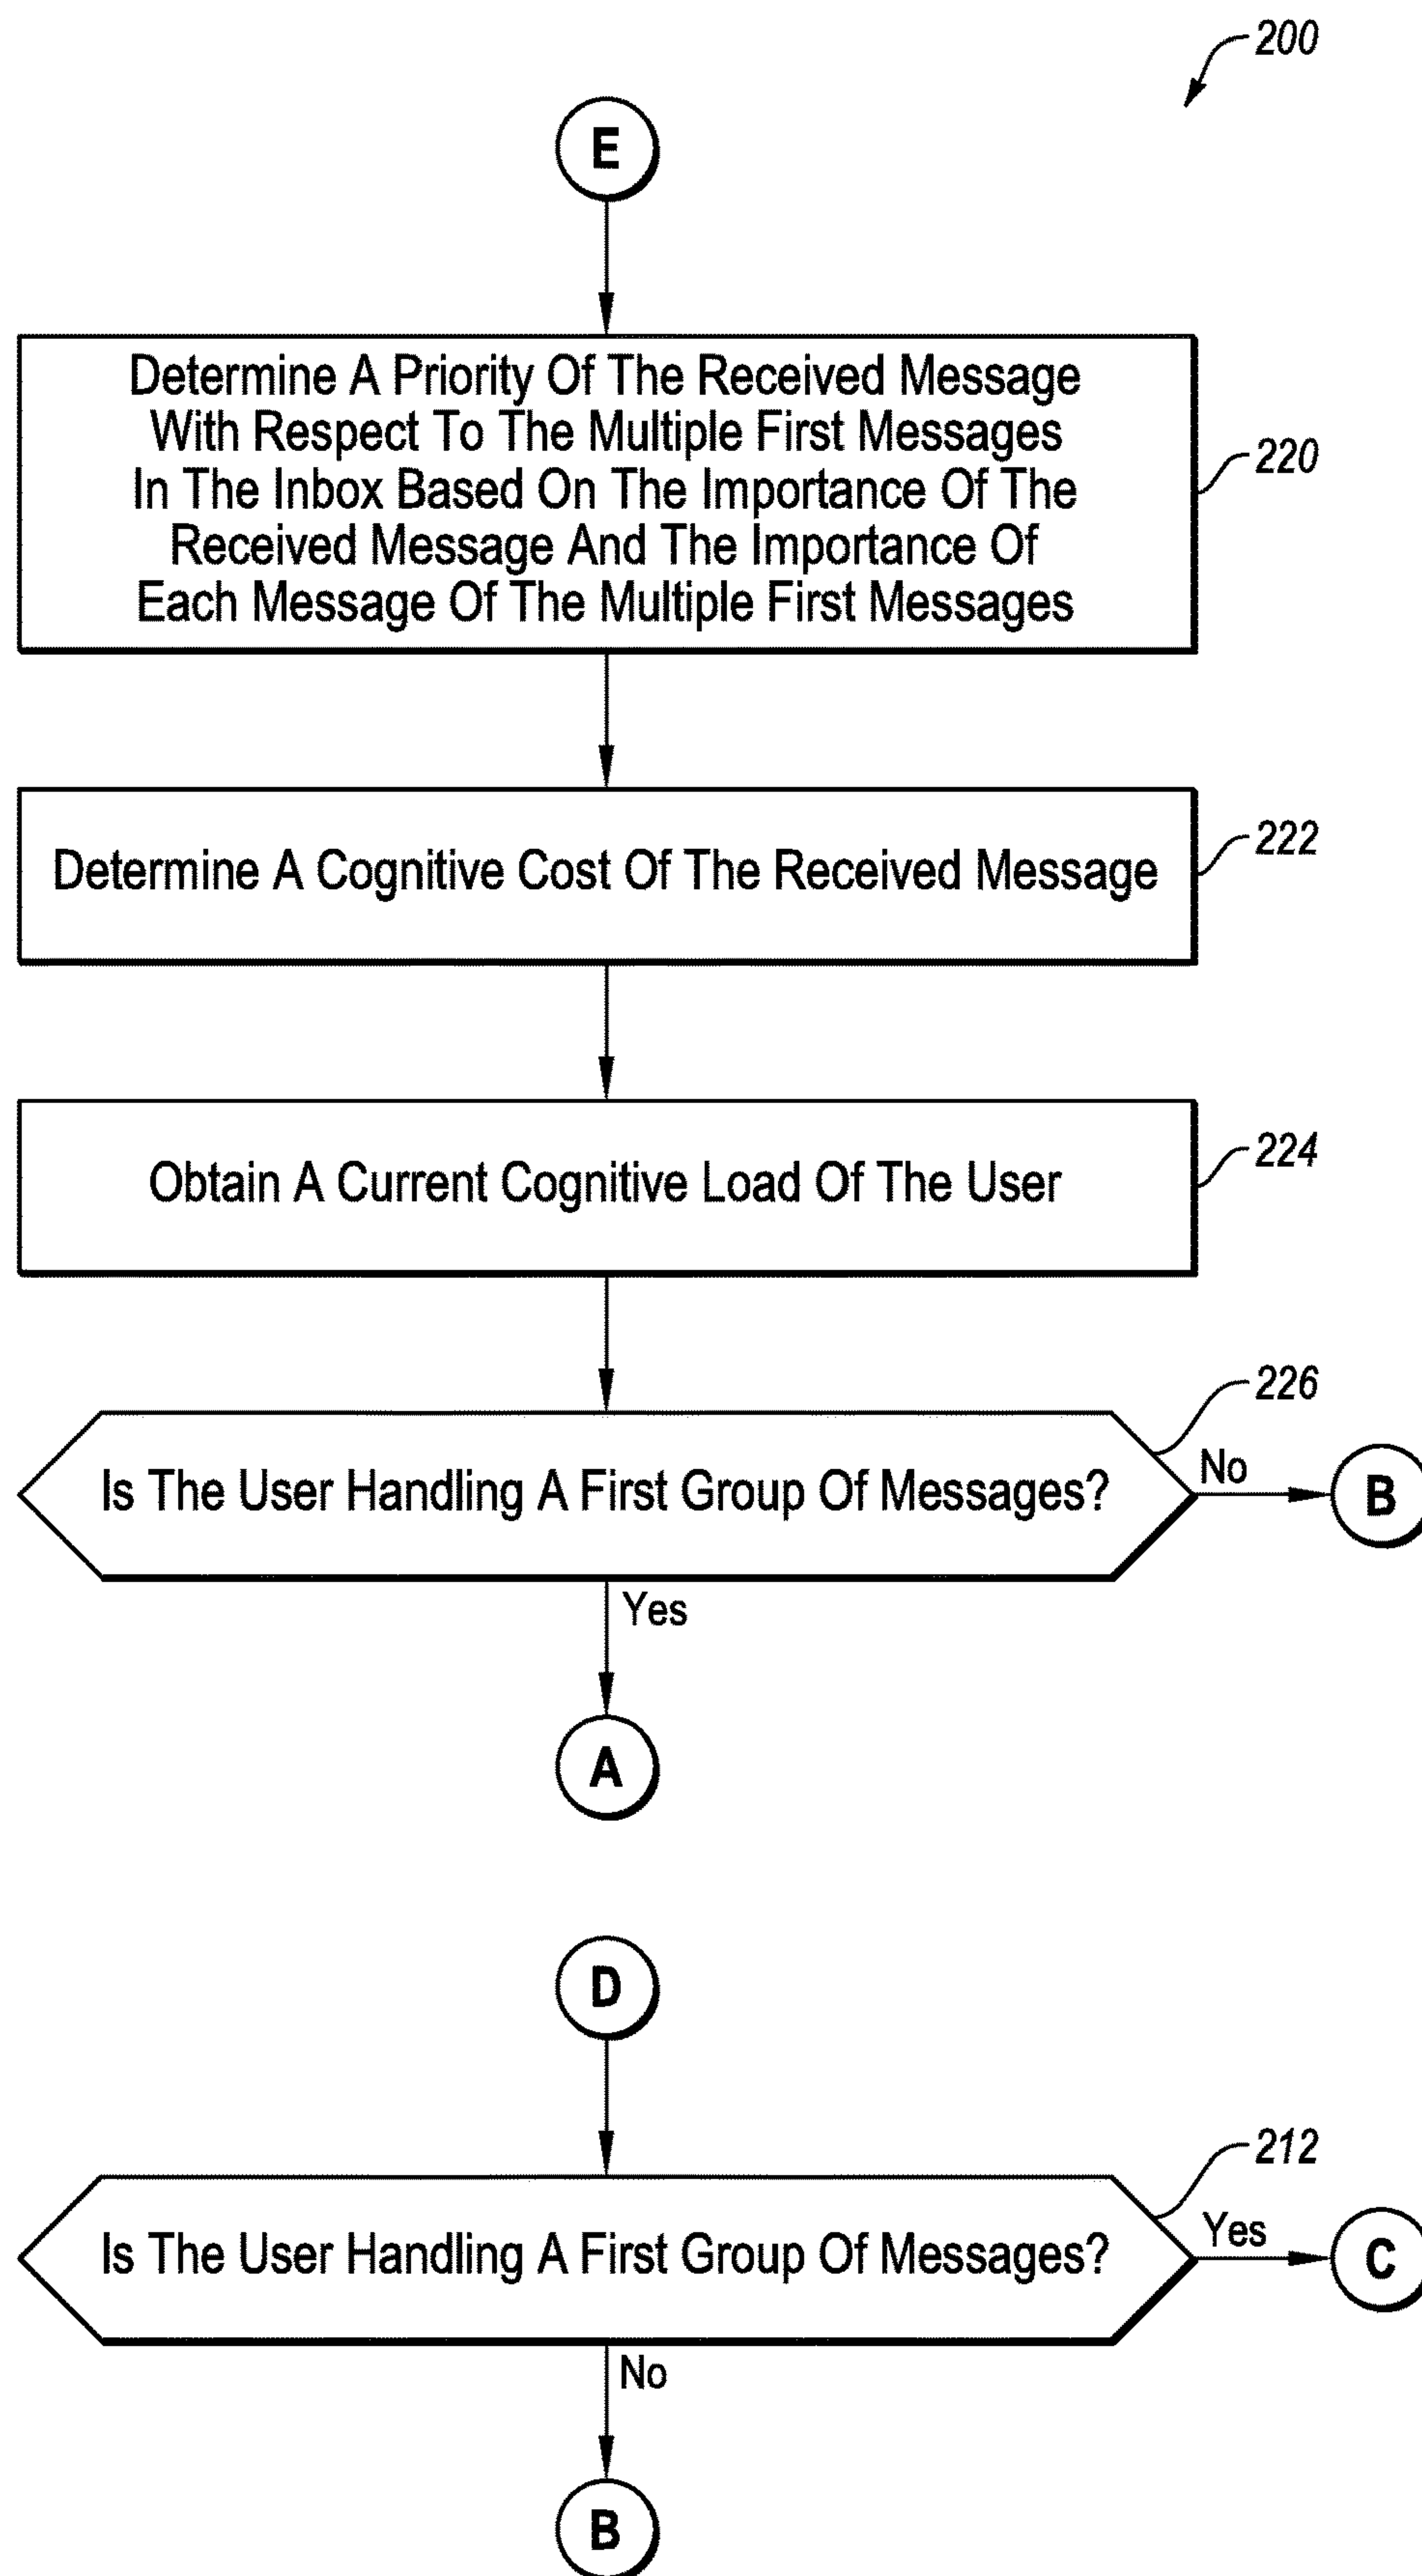 200
E
Determine A Priority Of The Received Message
With Respect To The Multiple First Messages
In The Inbox Based On The Importance Of The
Received Message And The Importance Of
Each Message Of The Multiple First Messages
220
Determine A Cognitive Cost Of The Received Message
222
Obtain A Current Cognitive Load Of The User
224
226
Is The User Handling A First Group Of Messages?
No
B
Yes
A
D
212
Is The User Handling A First Group Of Messages?
Yes
C
No
B